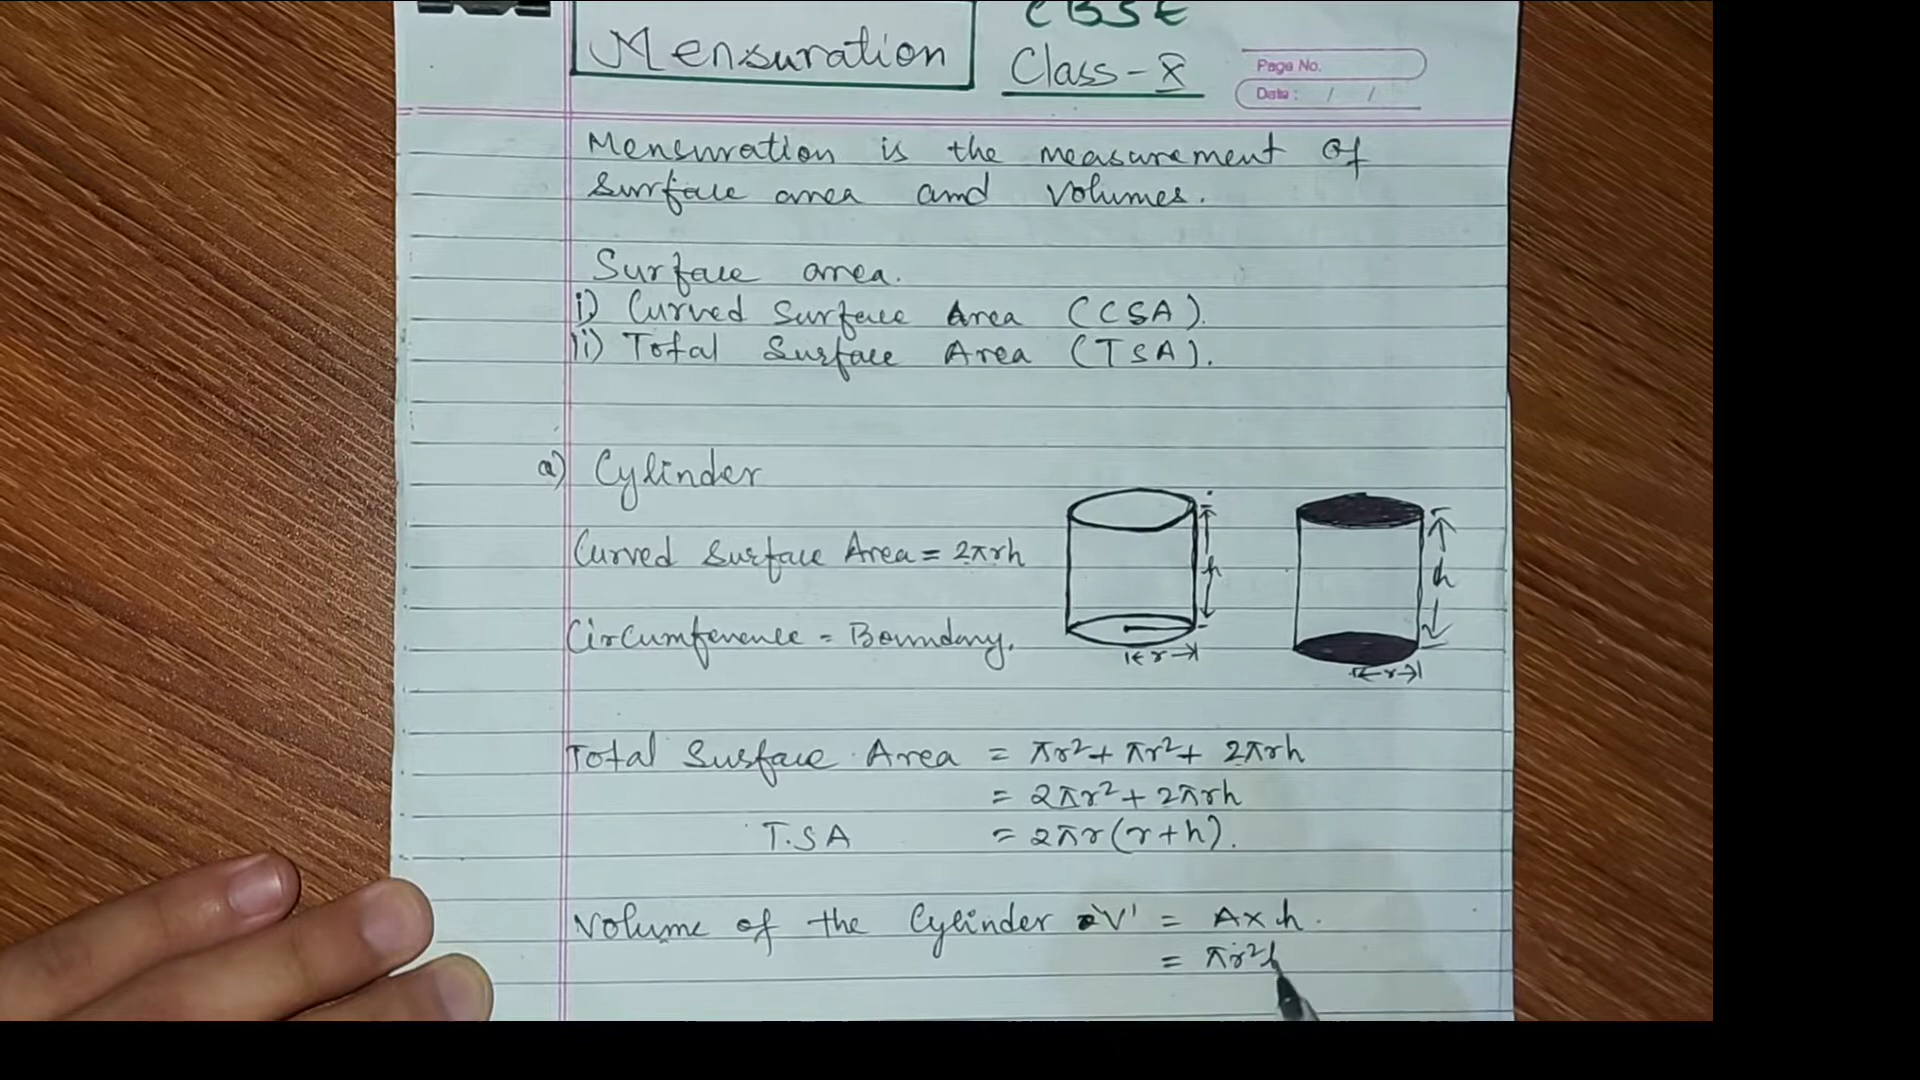 CBSE
Mensuration
Class-X
Page No.
Date : / /
Mensuration is the measurement of
Surface area and Volumes.
Surface area.
i) Curved Surface Area (CSA).
ii) Total Surface Area (TSA).
a) Cylinder
Curved Surface Area = 2πrh
h
h
Circumference = Boundary.
r
r
Total Surface Area = πr²+ πr²+ 2πrh
= 2πr²+ 2πrh
T.S.A = 2πr(r+h).
Volume of the Cylinder 'V' = A×h.
= πr²h